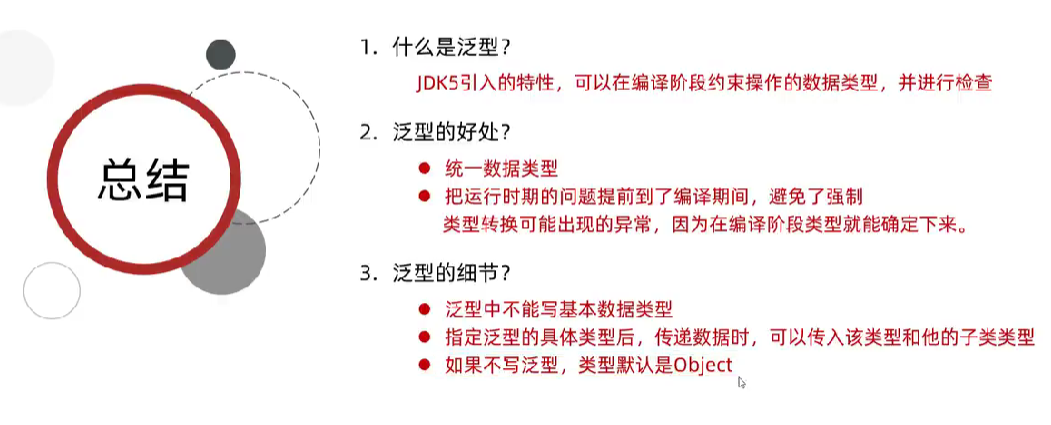 总结
1. 什么是泛型？
JDK5引入的特性，可以在编译阶段约束操作的数据类型，并进行检查
2. 泛型的好处？
● 统一数据类型
● 把运行时期的问题提前到了编译期间，避免了强制
类型转换可能出现的异常，因为在编译阶段类型就能确定下来。
3. 泛型的细节？
● 泛型中不能写基本数据类型
● 指定泛型的具体类型后，传递数据时，可以传入该类型和他的子类类型
● 如果不写泛型，类型默认是Object